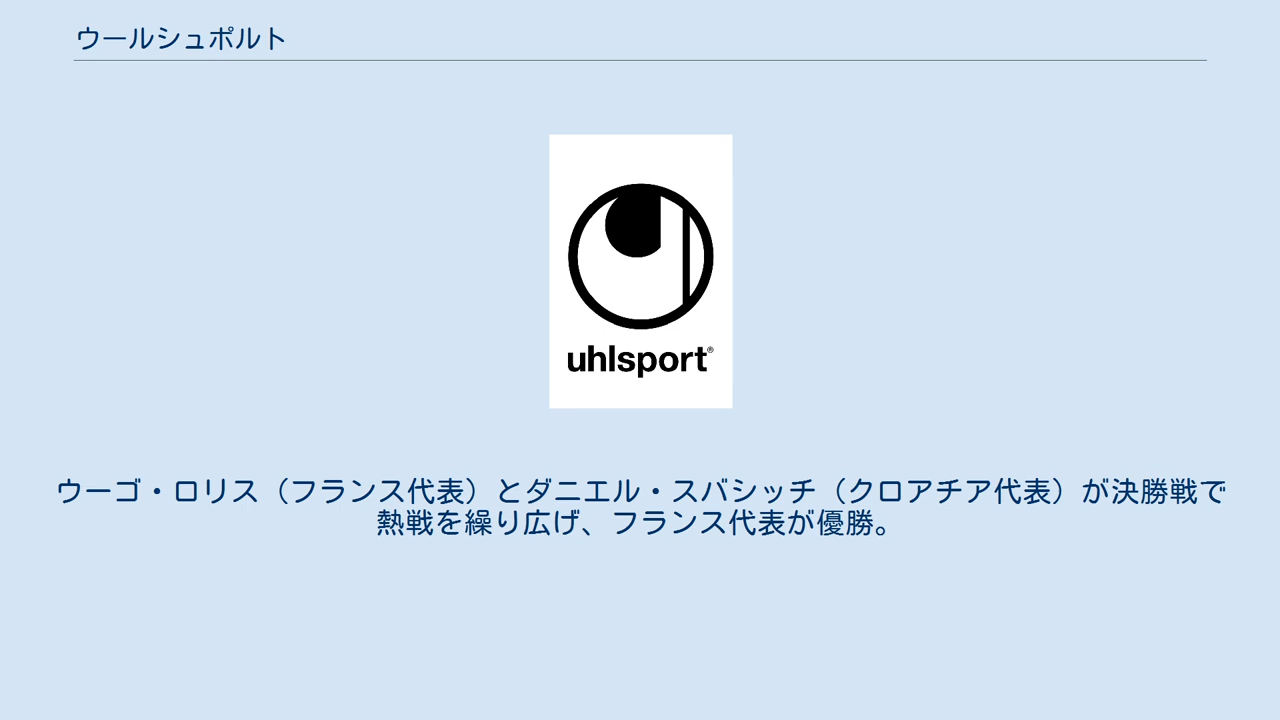 ウールシュポルト
uhlsport®
ウーゴ・ロリス（フランス代表）とダニエル・スバシッチ（クロアチア代表）が決勝戦で
熱戦を繰り広げ、フランス代表が優勝。